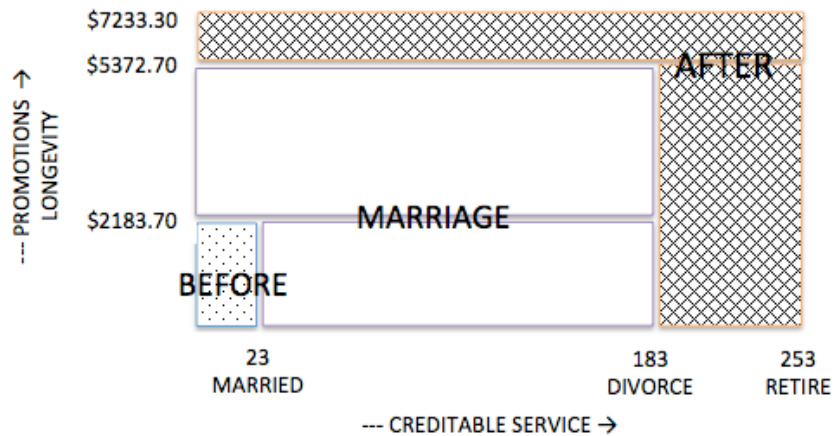 $7233.30
$5372.70
AFTER
--- PROMOTIONS →
LONGEVITY
$2183.70
MARRIAGE
BEFORE
23
MARRIED
183
DIVORCE
253
RETIRE
--- CREDITABLE SERVICE →